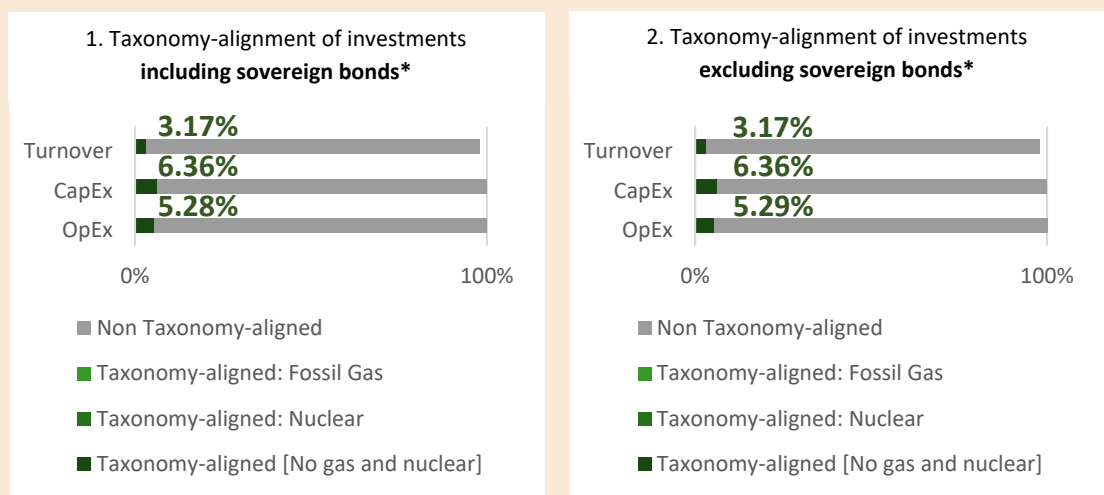 1. Taxonomy-alignment of investments
including sovereign bonds*
Turnover
3.17%
CapEx
6.36%
OpEx
5.28%
0%
100%
Non Taxonomy-aligned
Taxonomy-aligned: Fossil Gas
Taxonomy-aligned: Nuclear
Taxonomy-aligned [No gas and nuclear]
2. Taxonomy-alignment of investments
excluding sovereign bonds*
Turnover
3.17%
CapEx
6.36%
OpEx
5.29%
0%
100%
Non Taxonomy-aligned
Taxonomy-aligned: Fossil Gas
Taxonomy-aligned: Nuclear
Taxonomy-aligned [No gas and nuclear]